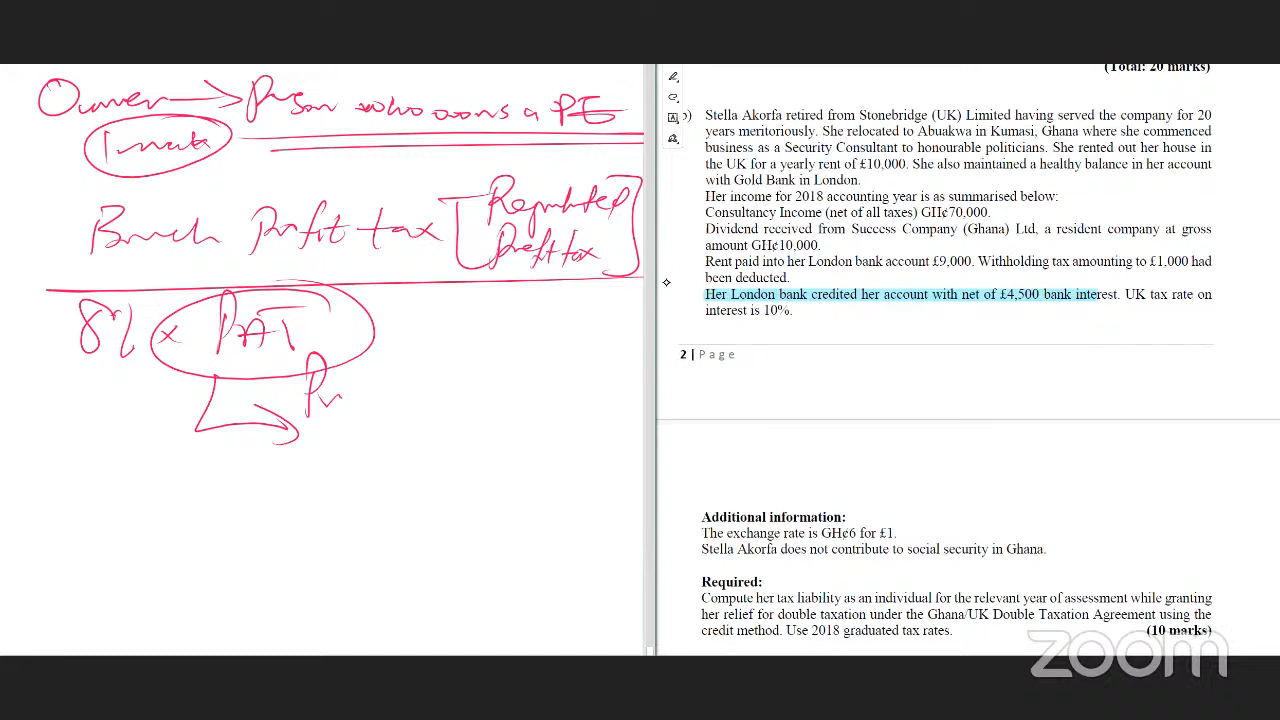 Owner → Person who owns a PE
Branch Profit tax [Repatriated
Profit tax]
8% x PAT
(Total: 20 marks)
Stella Akorfa retired from Stonebridge (UK) Limited having served the company for 20
years meritoriously. She relocated to Abuakwa in Kumasi, Ghana where she commenced
business as a Security Consultant to honourable politicians. She rented out her house in
the UK for a yearly rent of £10,000. She also maintained a healthy balance in her account
with Gold Bank in London.
Her income for 2018 accounting year is as summarised below:
Consultancy Income (net of all taxes) GH¢70,000.
Dividend received from Success Company (Ghana) Ltd, a resident company at gross
amount GH¢10,000.
Rent paid into her London bank account £9,000. Withholding tax amounting to £1,000 had
been deducted.
Her London bank credited her account with net of £4,500 bank interest. UK tax rate on
interest is 10%.
2 | Page
Additional information:
The exchange rate is GH¢6 for £1.
Stella Akorfa does not contribute to social security in Ghana.
Required:
Compute her tax liability as an individual for the relevant year of assessment while granting
her relief for double taxation under the Ghana/UK Double Taxation Agreement using the
credit method. Use 2018 graduated tax rates. (10 marks)
zoom